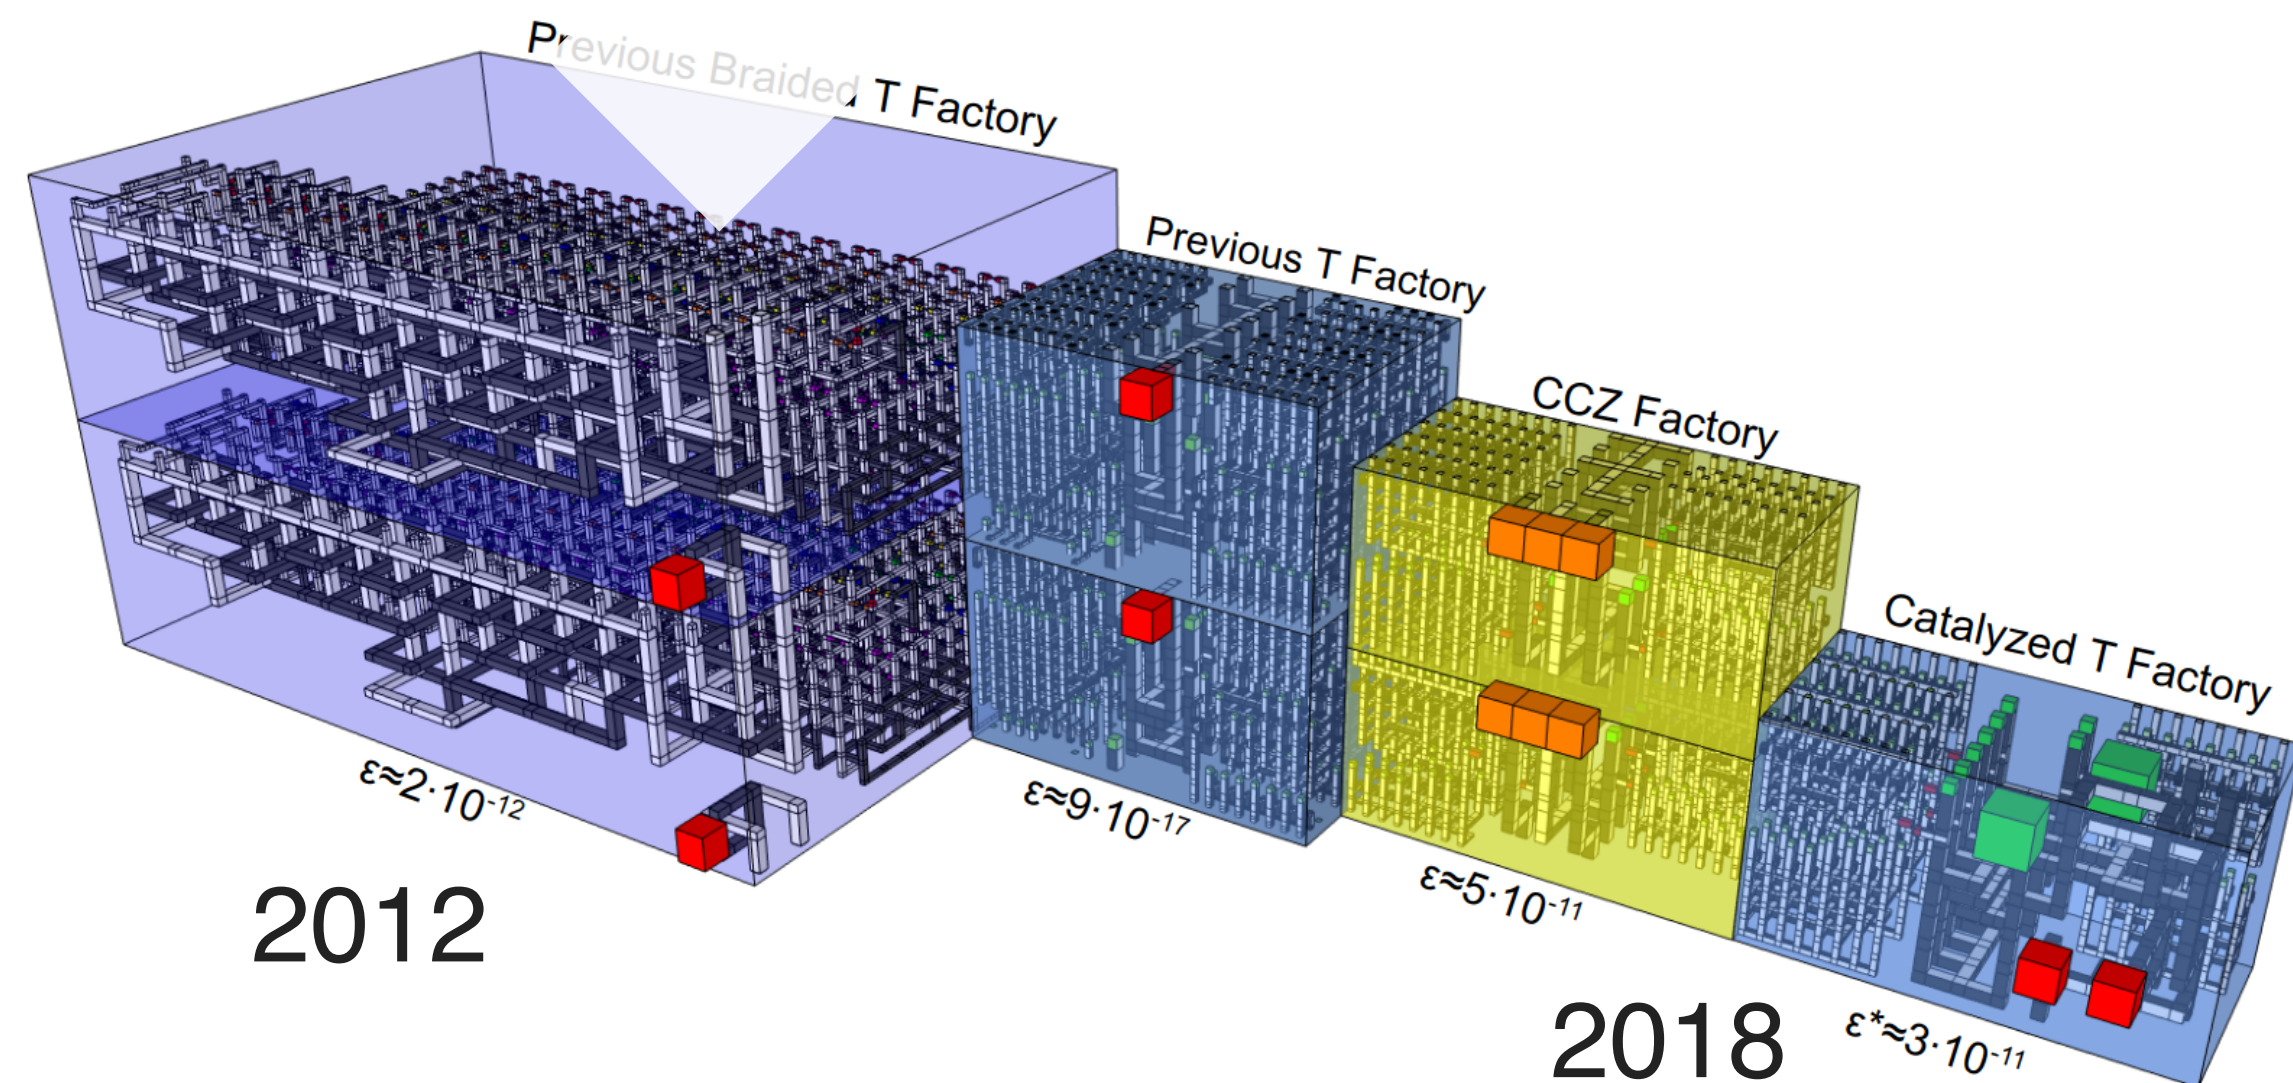 Previous Braided T Factory
Previous T Factory
CCZ Factory
Catalyzed T Factory
ε≈2·10⁻¹²
ε≈9·10⁻¹⁷
ε≈5·10⁻¹¹
ε*≈3·10⁻¹¹
2012
2018